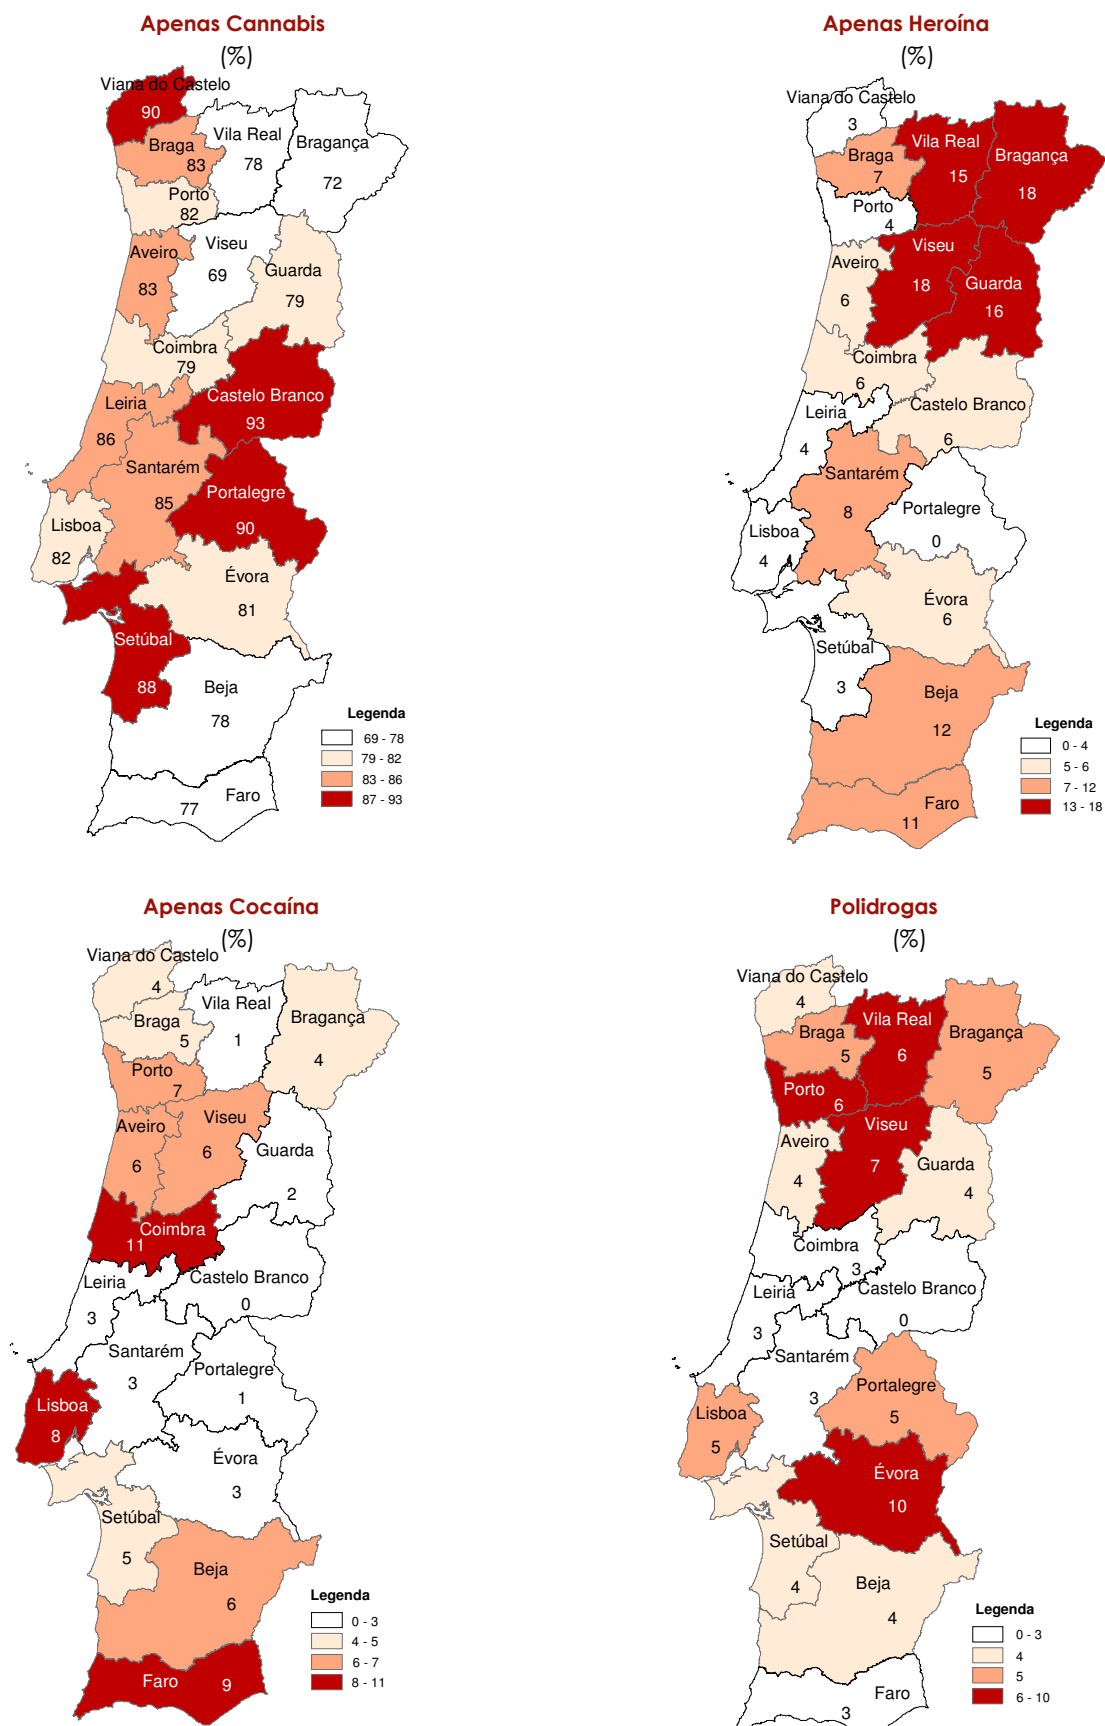 Apenas Cannabis
(%)
Viana do Castelo
90
Braga
83
Vila Real
78
Bragança
72
Porto
82
Aveiro
83
Viseu
69
Guarda
79
Coimbra
79
Castelo Branco
93
Leiria
86
Santarém
85
Portalegre
90
Lisboa
82
Évora
81
Setúbal
88
Beja
78
Faro
77
Legenda
69 - 78
79 - 82
83 - 86
87 - 93
Apenas Heroína
(%)
Viana do Castelo
3
Braga
7
Vila Real
15
Bragança
18
Porto
4
Aveiro
6
Viseu
18
Guarda
16
Coimbra
6
Castelo Branco
6
Leiria
4
Santarém
8
Portalegre
0
Lisboa
4
Évora
6
Setúbal
3
Beja
12
Faro
11
Legenda
0 - 4
5 - 6
7 - 12
13 - 18
Apenas Cocaína
(%)
Viana do Castelo
4
Braga
5
Vila Real
1
Bragança
4
Porto
7
Aveiro
6
Viseu
6
Guarda
2
Coimbra
11
Castelo Branco
0
Leiria
3
Santarém
3
Portalegre
1
Lisboa
8
Évora
3
Setúbal
5
Beja
6
Faro
9
Legenda
0 - 3
4 - 5
6 - 7
8 - 11
Polidrogas
(%)
Viana do Castelo
4
Braga
5
Vila Real
6
Bragança
5
Porto
6
Aveiro
4
Viseu
7
Guarda
4
Coimbra
3
Castelo Branco
0
Leiria
3
Santarém
3
Portalegre
5
Lisboa
5
Évora
10
Setúbal
4
Beja
4
Faro
3
Legenda
0 - 3
4
5
6 - 10